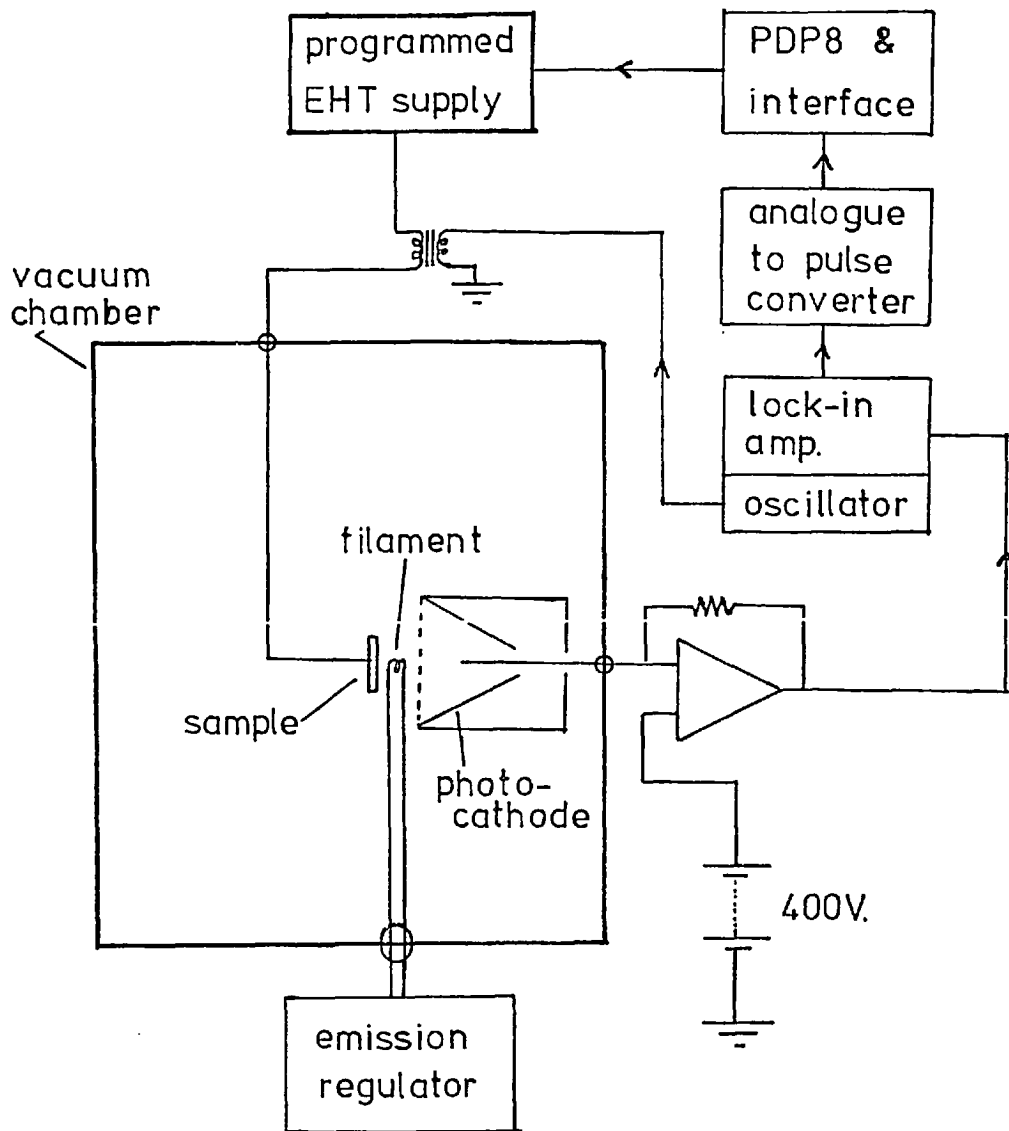 programmed
EHT supply
PDP8 &
interface
analogue
to pulse
converter
vacuum
chamber
lock-in
amp.
oscillator
filament
sample
photo-
cathode
400V.
emission
regulator